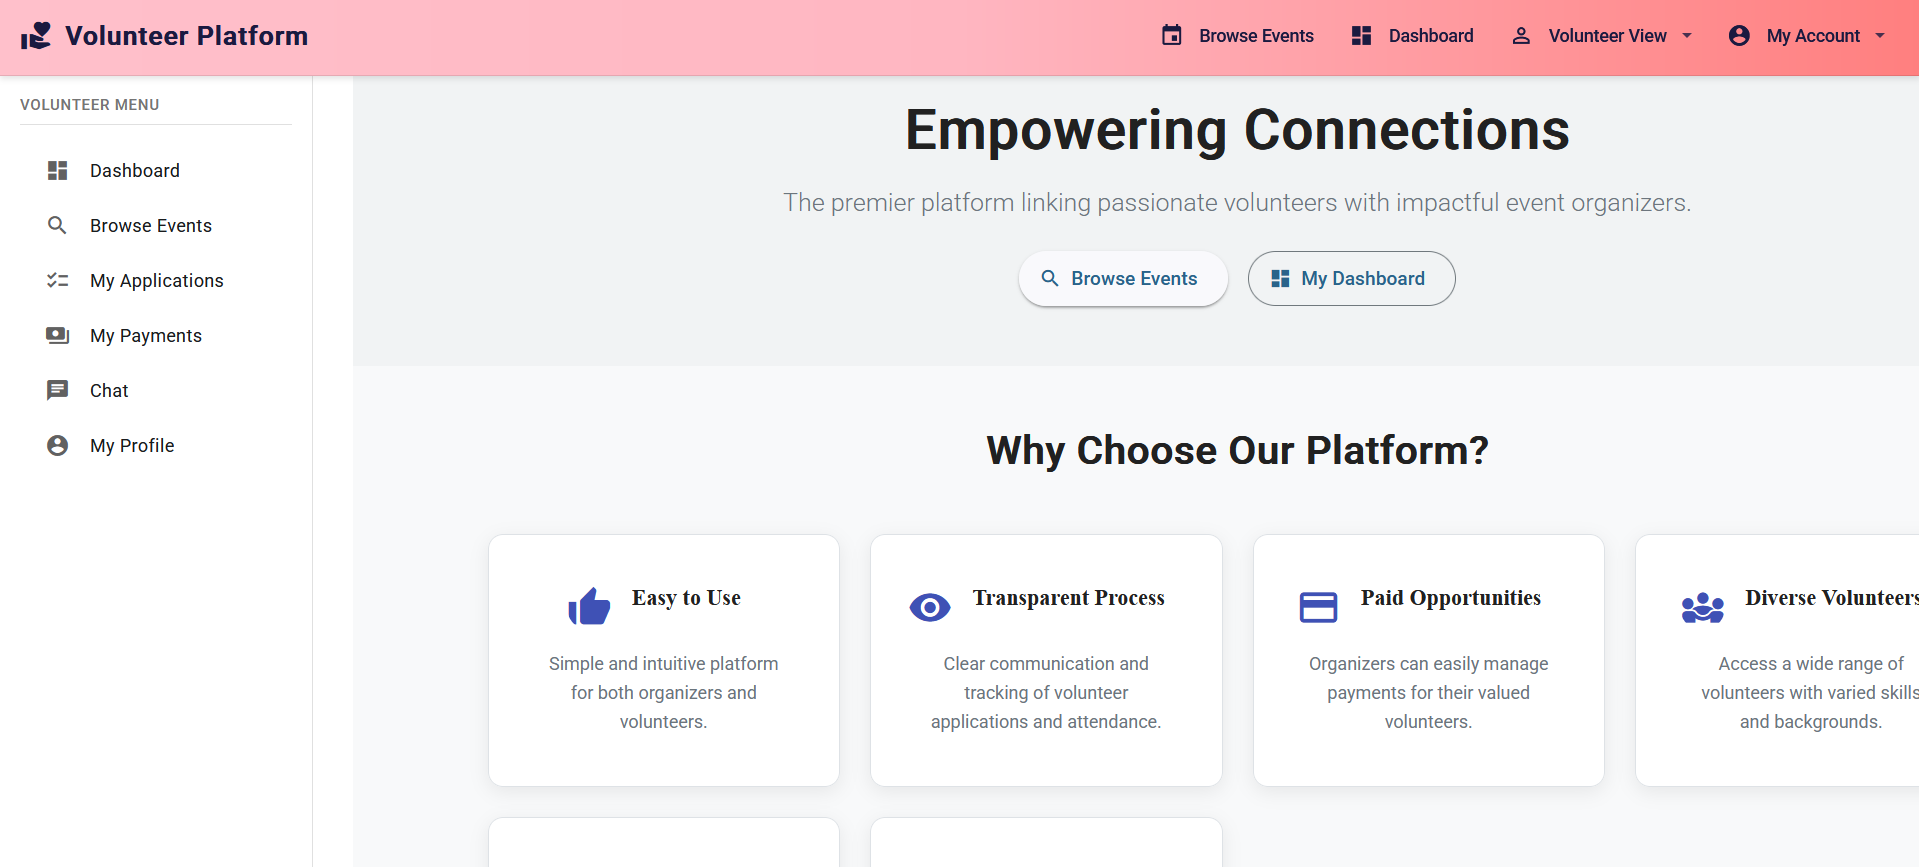 Volunteer Platform
Browse Events
Dashboard
Volunteer View
My Account
VOLUNTEER MENU
Dashboard
Browse Events
My Applications
My Payments
Chat
My Profile
Empowering Connections
The premier platform linking passionate volunteers with impactful event organizers.
Browse Events
My Dashboard
Why Choose Our Platform?
Easy to Use
Simple and intuitive platform
for both organizers and
volunteers.
Transparent Process
Clear communication and
tracking of volunteer
applications and attendance.
Paid Opportunities
Organizers can easily manage
payments for their valued
volunteers.
Diverse Volunteers
Access a wide range of
volunteers with varied skills
and backgrounds.